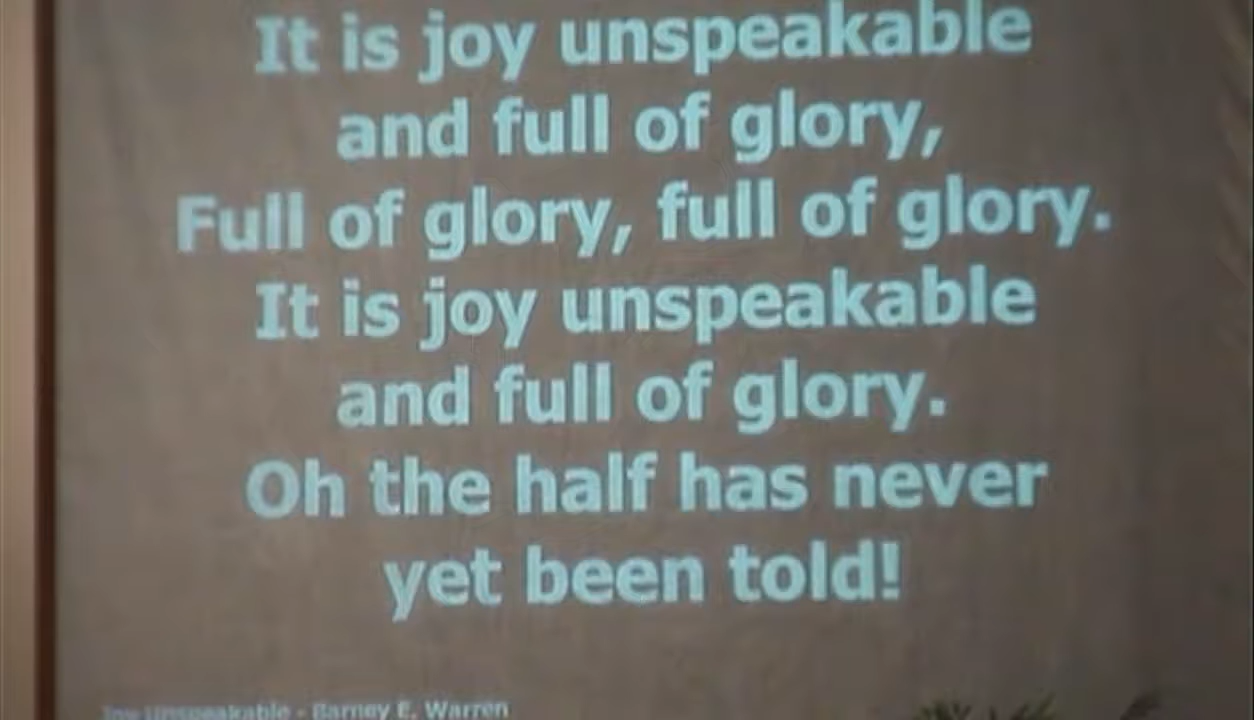 It is joy unspeakable
and full of glory,
Full of glory, full of glory.
It is joy unspeakable
and full of glory.
Oh the half has never
yet been told!
Joy Unspeakable - Barney E. Warren